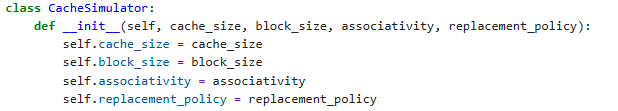 class CacheSimulator:
    def __init__(self, cache_size, block_size, associativity, replacement_policy):
        self.cache_size = cache_size
        self.block_size = block_size
        self.associativity = associativity
        self.replacement_policy = replacement_policy